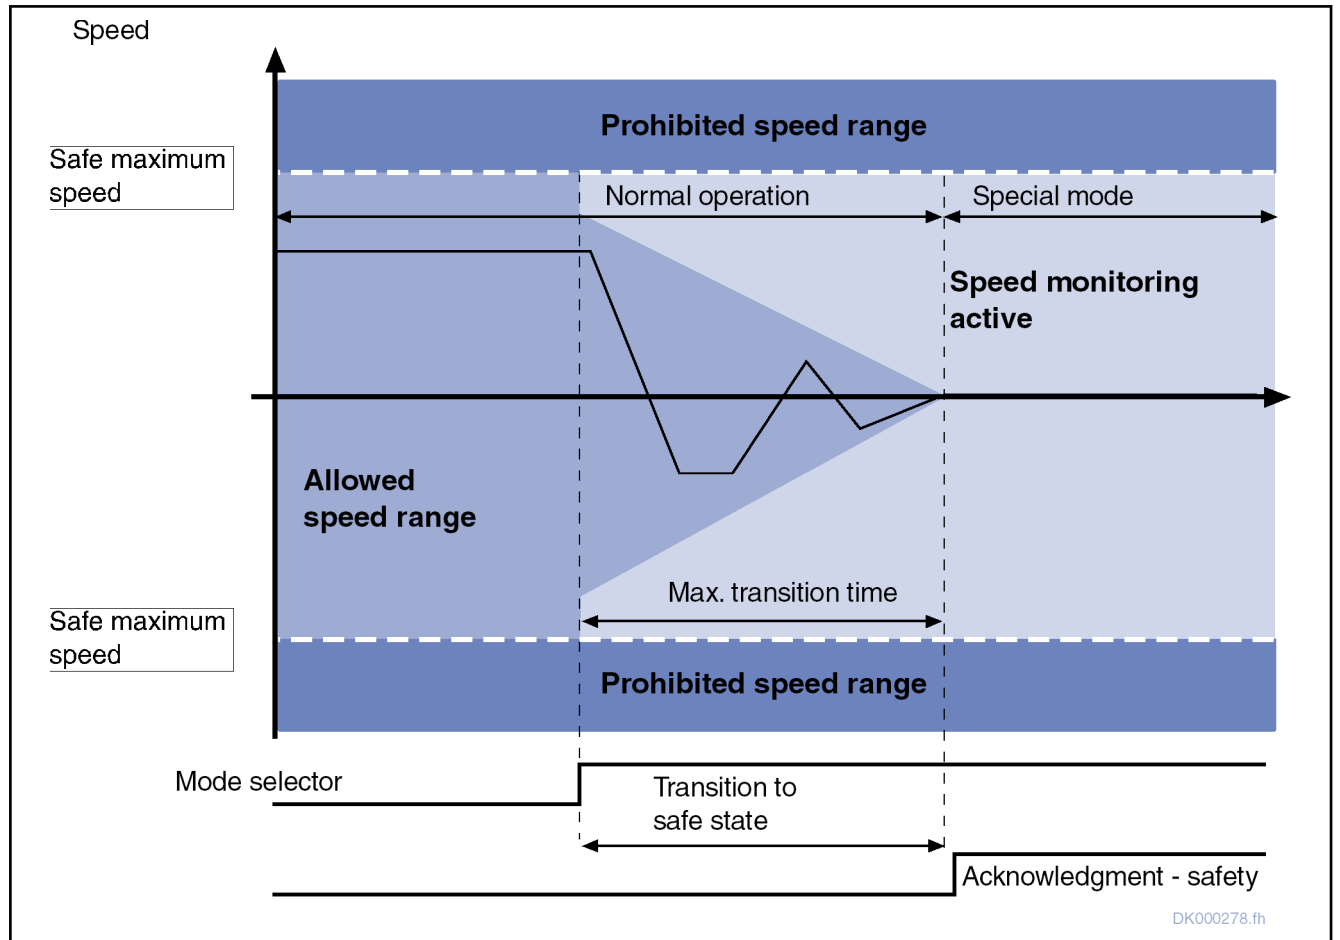 Speed
Prohibited speed range
Safe maximum
speed
Normal operation
Special mode
Speed monitoring
active
Allowed
speed range
Max. transition time
Safe maximum
speed
Prohibited speed range
Mode selector
Transition to
safe state
Acknowledgment - safety
DK000278.fh